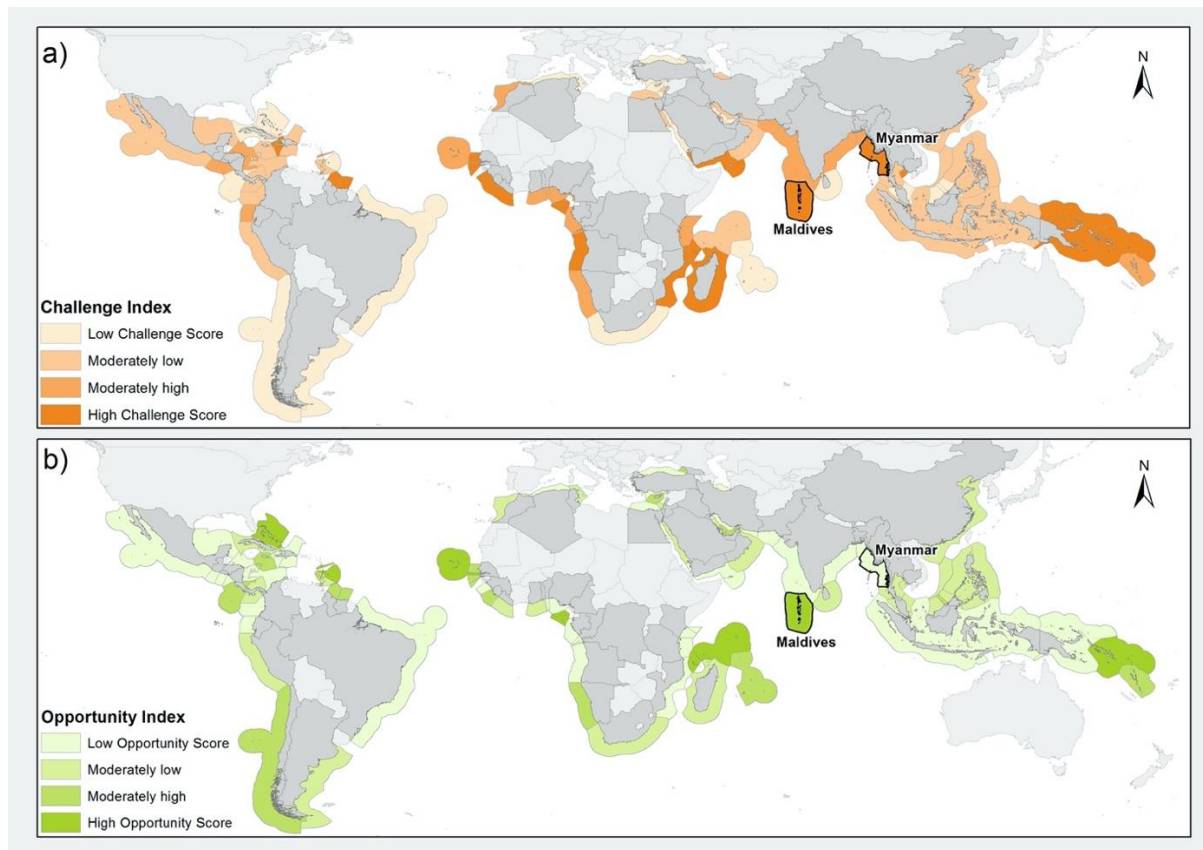 a)
N
Myanmar
Maldives
Challenge Index
Low Challenge Score
Moderately low
Moderately high
High Challenge Score
b)
N
Myanmar
Maldives
Opportunity Index
Low Opportunity Score
Moderately low
Moderately high
High Opportunity Score